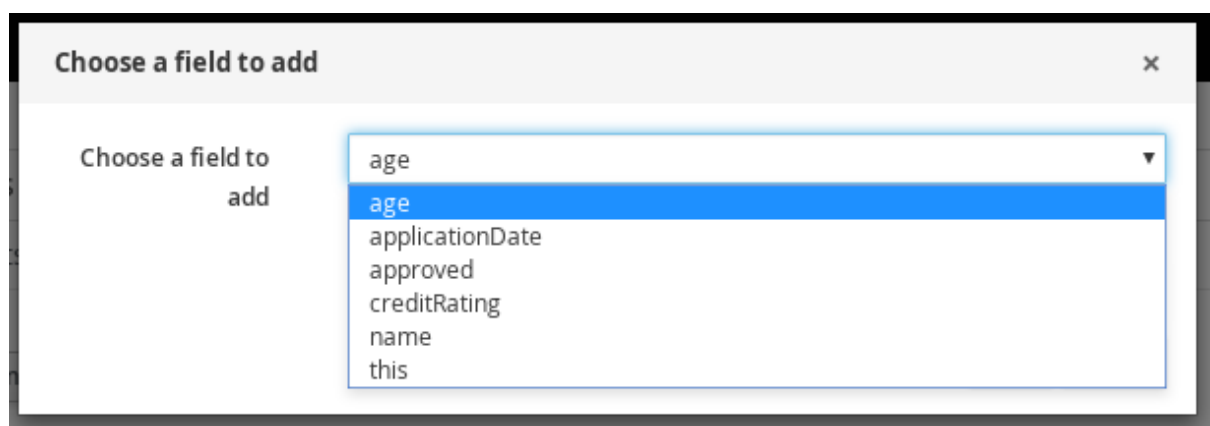 Choose a field to add ×
Choose a field to
add
age
age
applicationDate
approved
creditRating
name
this